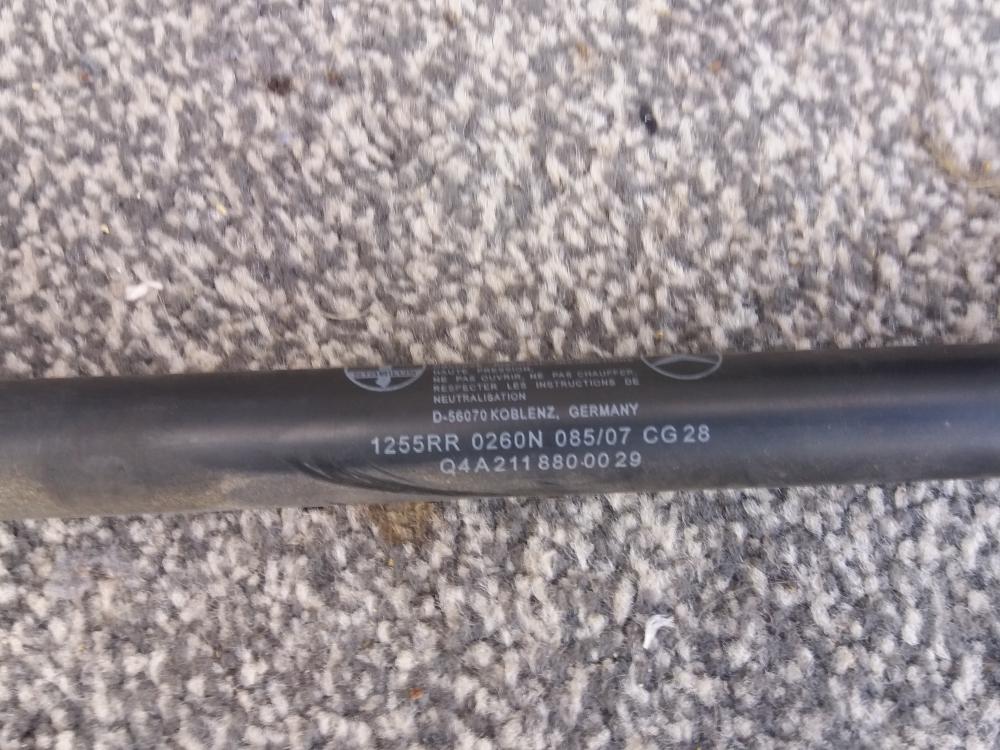 STABILUS
HAUTE PRESSION.
NE PAS OUVRIR, NE PAS CHAUFFER.
RESPECTER LES INSTRUCTIONS DE
NEUTRALISATION
D-56070 KOBLENZ, GERMANY
1255RR 0260N 085/07 CG28
Q4A211 880 00 29